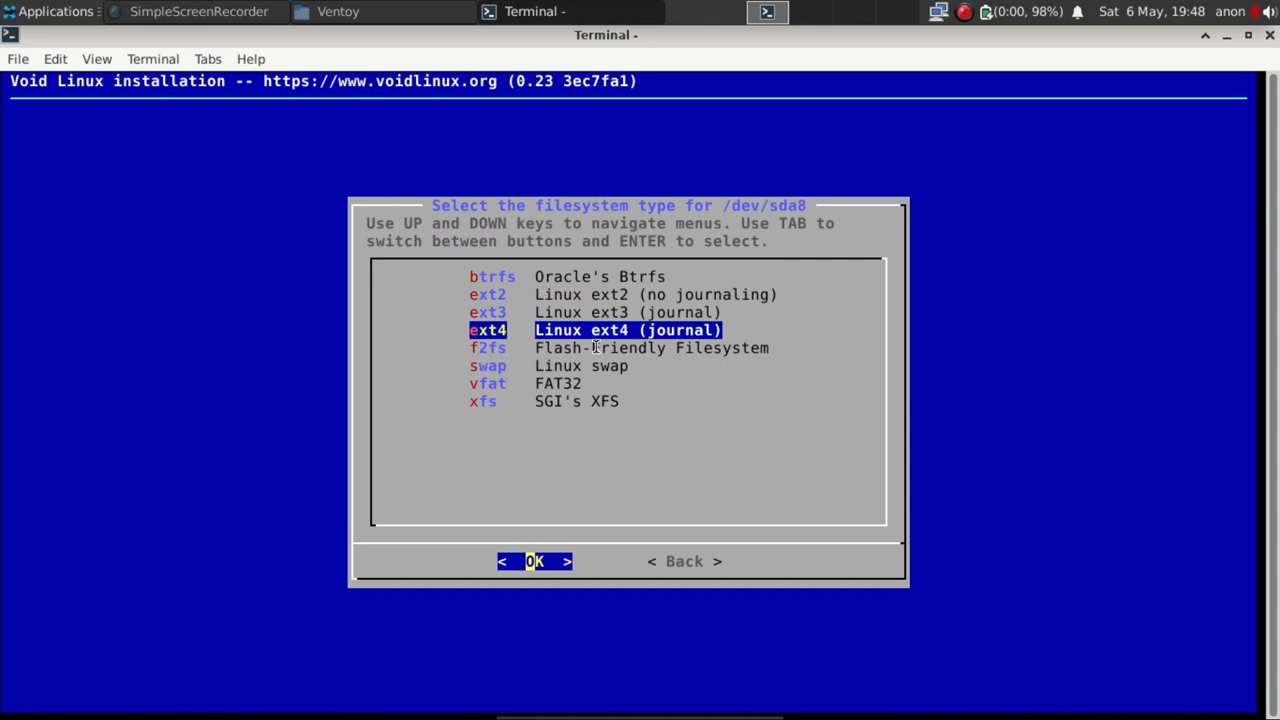 Applications SimpleScreenRecorder Ventoy Terminal - (0:00, 98%) Sat 6 May, 19:48 anon
Terminal -
File Edit View Terminal Tabs Help
Void Linux installation -- https://www.voidlinux.org (0.23 3ec7fa1)
Select the filesystem type for /dev/sda8
Use UP and DOWN keys to navigate menus. Use TAB to
switch between buttons and ENTER to select.
btrfs Oracle's Btrfs
ext2 Linux ext2 (no journaling)
ext3 Linux ext3 (journal)
ext4 Linux ext4 (journal)
f2fs Flash-Friendly Filesystem
swap Linux swap
vfat FAT32
xfs SGI's XFS
< OK > < Back >